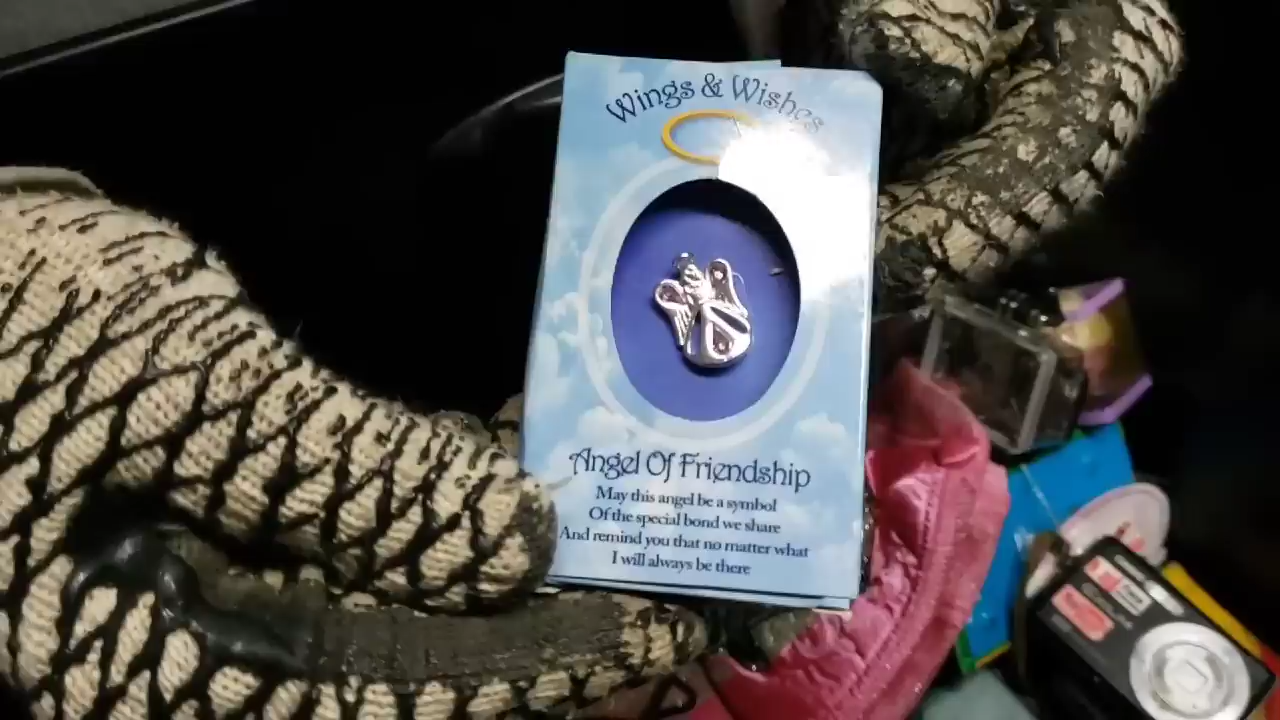 Wings & Wishes
Angel Of Friendship
May this angel be a symbol
Of the special bond we share
And remind you that no matter what
I will always be there